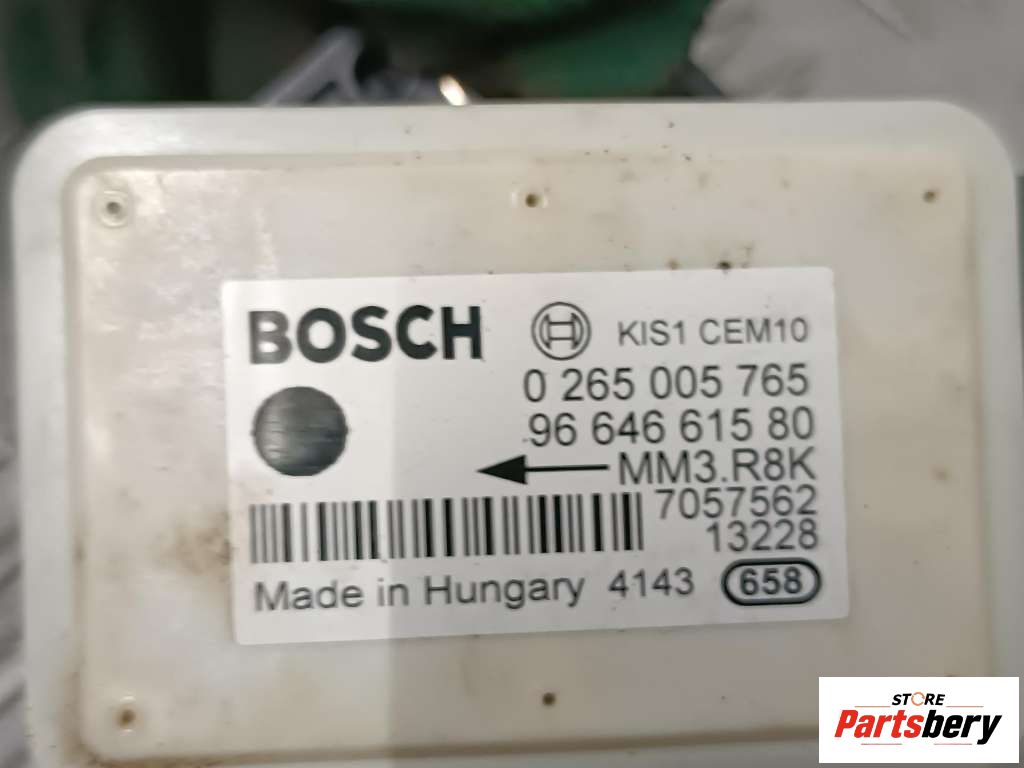 BOSCH KIS1 CEM10
0 265 005 765
96 646 615 80
MM3.R8K
7057562
13228
Made in Hungary 4143 658
STORE
Partsbery